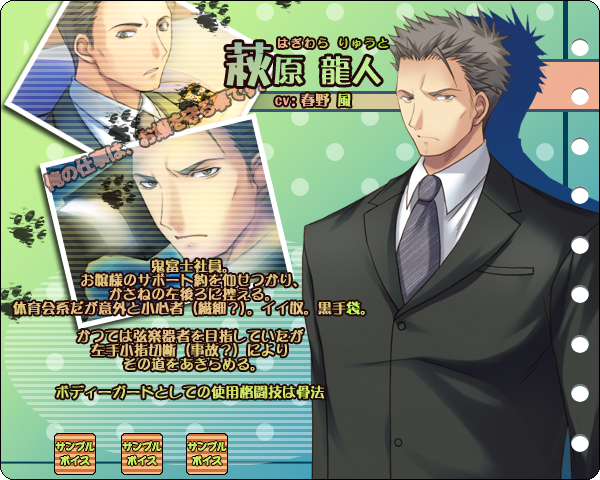 はぎわら りゅうと
萩原 龍人
cv: 春野 風
俺の仕事は、お嬢を守る事でい
鬼富士社員。
お嬢様のサポート約を仰せつかり、
かさねの左後ろに控える。
体育会系だが意外と小心者（繊細？）。イイ奴。黒手袋。
かつては弦楽器者を目指していたが
左手小指切断（事故？）により
その道をあきらめる。
ボディーガードとしての使用格闘技は骨法
サンプル
ボイス
サンプル
ボイス
サンプル
ボイス